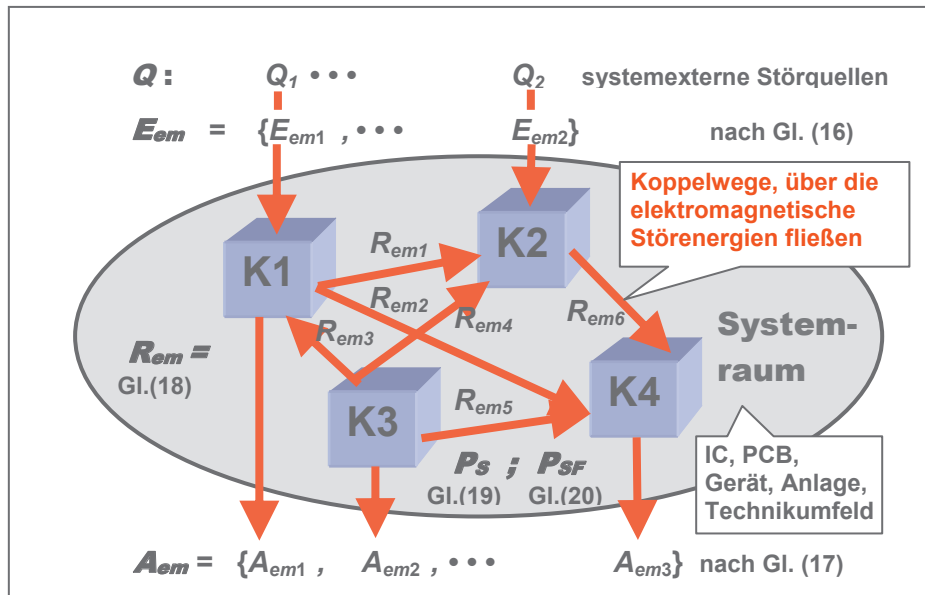 Q : Q1 • • • Q2 systemexterne Störquellen
Eem = {Eem1 , • • • Eem2} nach Gl. (16)
Koppelwege, über die
elektromagnetische
Störenergien fließen
K1
K2
Rem1
Rem2
Rem3
Rem4
Rem6
System-
raum
Rem =
Gl.(18)
K3
K4
Rem5
PS ; PSF
Gl.(19) Gl.(20)
IC, PCB,
Gerät, Anlage,
Technikumfeld
Aem = {Aem1 , Aem2 , • • • Aem3} nach Gl. (17)